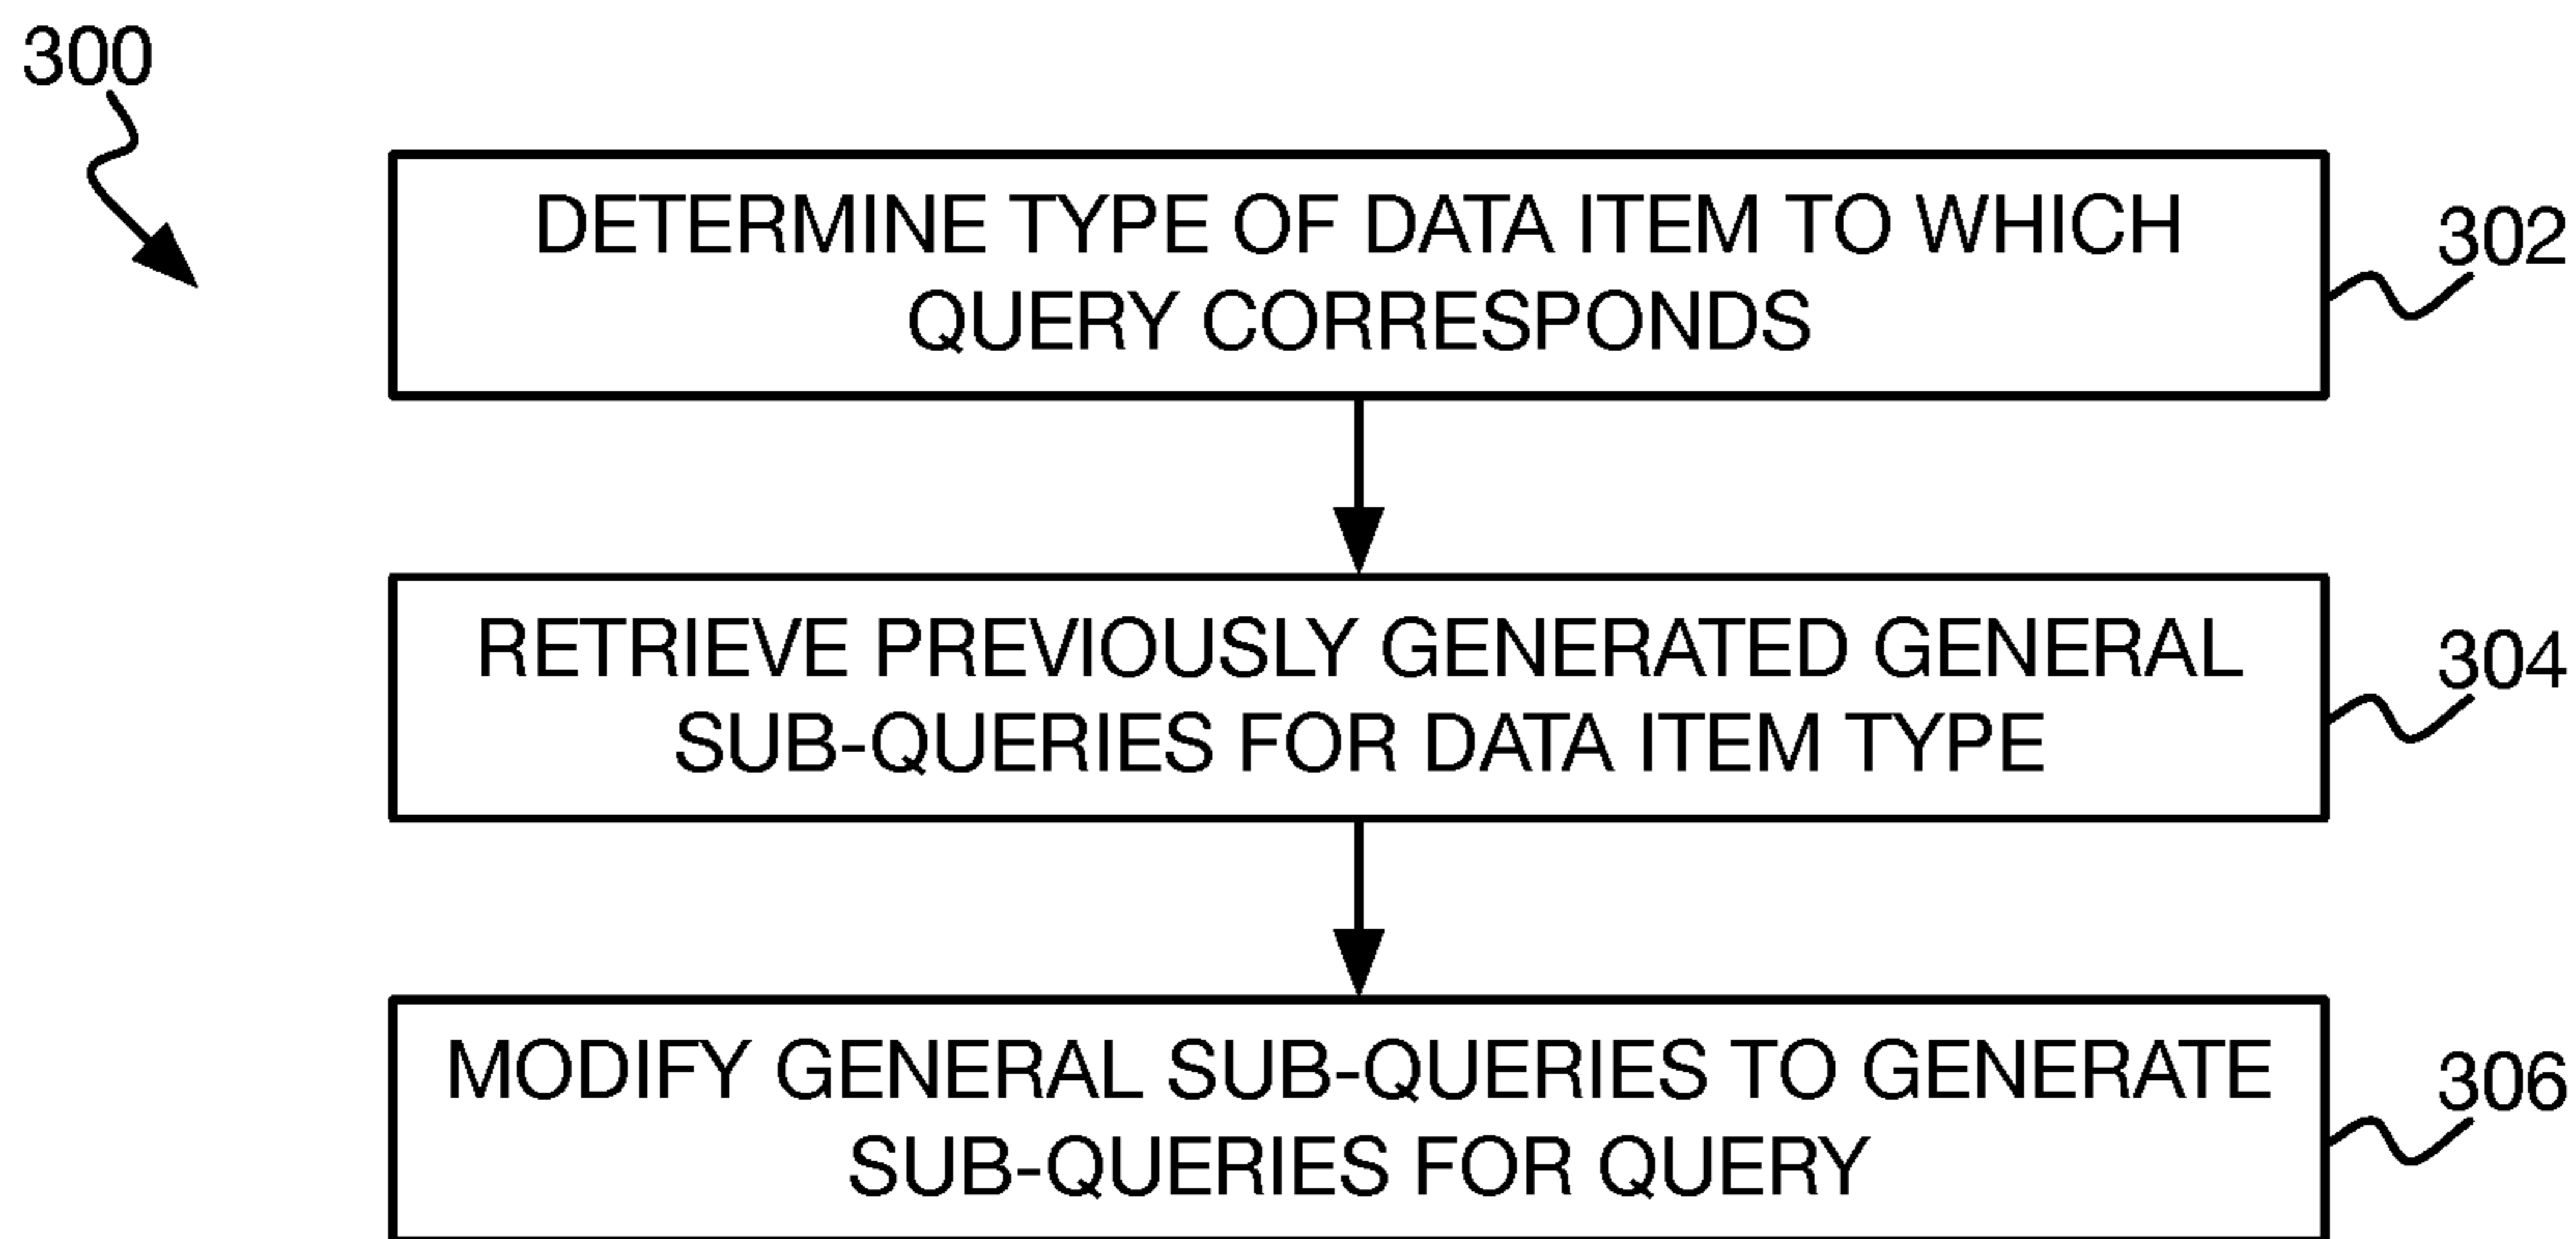 300
DETERMINE TYPE OF DATA ITEM TO WHICH
QUERY CORRESPONDS
302
RETRIEVE PREVIOUSLY GENERATED GENERAL
SUB-QUERIES FOR DATA ITEM TYPE
304
MODIFY GENERAL SUB-QUERIES TO GENERATE
SUB-QUERIES FOR QUERY
306